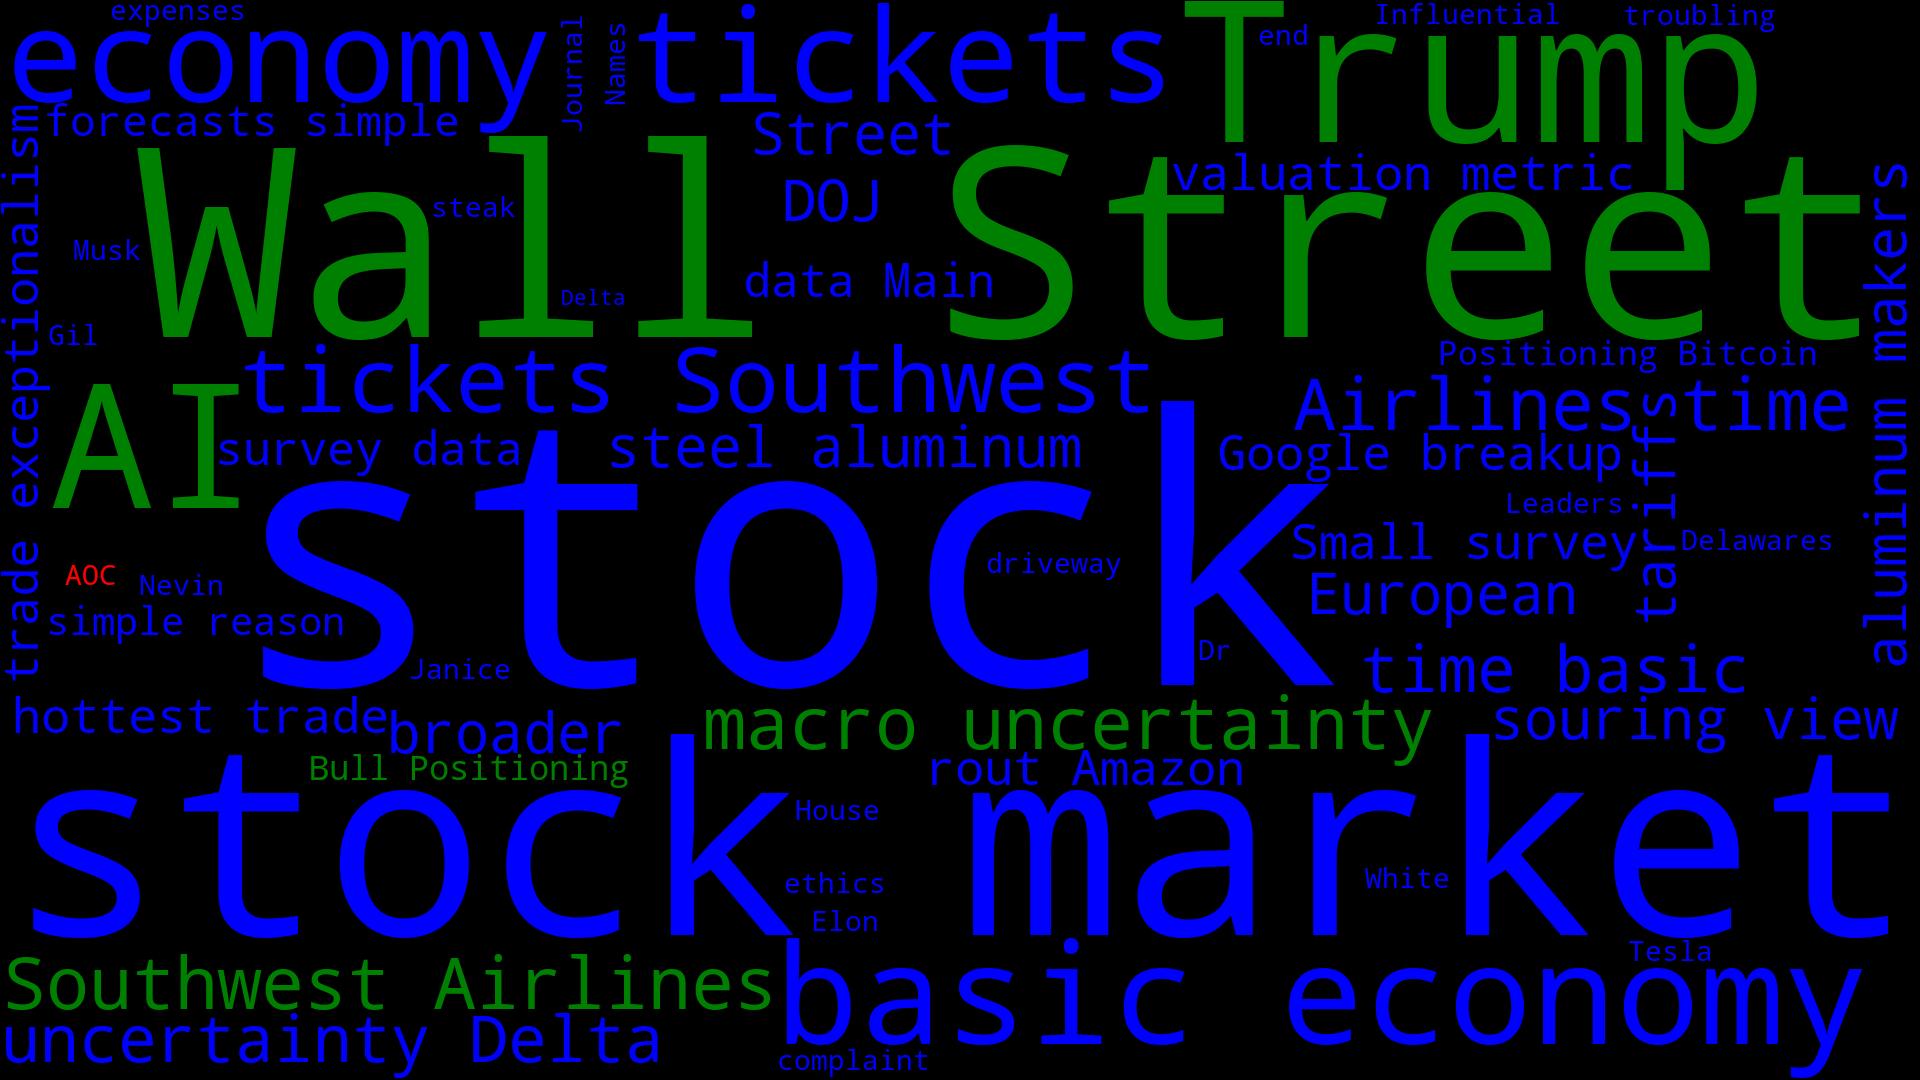 expenses
economy
Journal
Names
tickets
Trump
end
Influential
troubling
forecasts simple
Street
valuation metric
trade exceptionalism
Wall Street
steak
DOJ
Musk
data Main
Delta
Gil
aluminum makers
tickets Southwest
Positioning Bitcoin
AI
Airlines
time
survey data
steel aluminum
Google breakup
tariffs
stock
Leaders
Small survey
Delawares
driveway
AOC
Nevin
European
simple reason
Dr
Janice
time basic
hottest trade
broader
macro uncertainty
souring view
Bull Positioning
rout Amazon
stock market
House
ethics
White
Elon
Southwest Airlines
basic economy
Tesla
uncertainty Delta
complaint